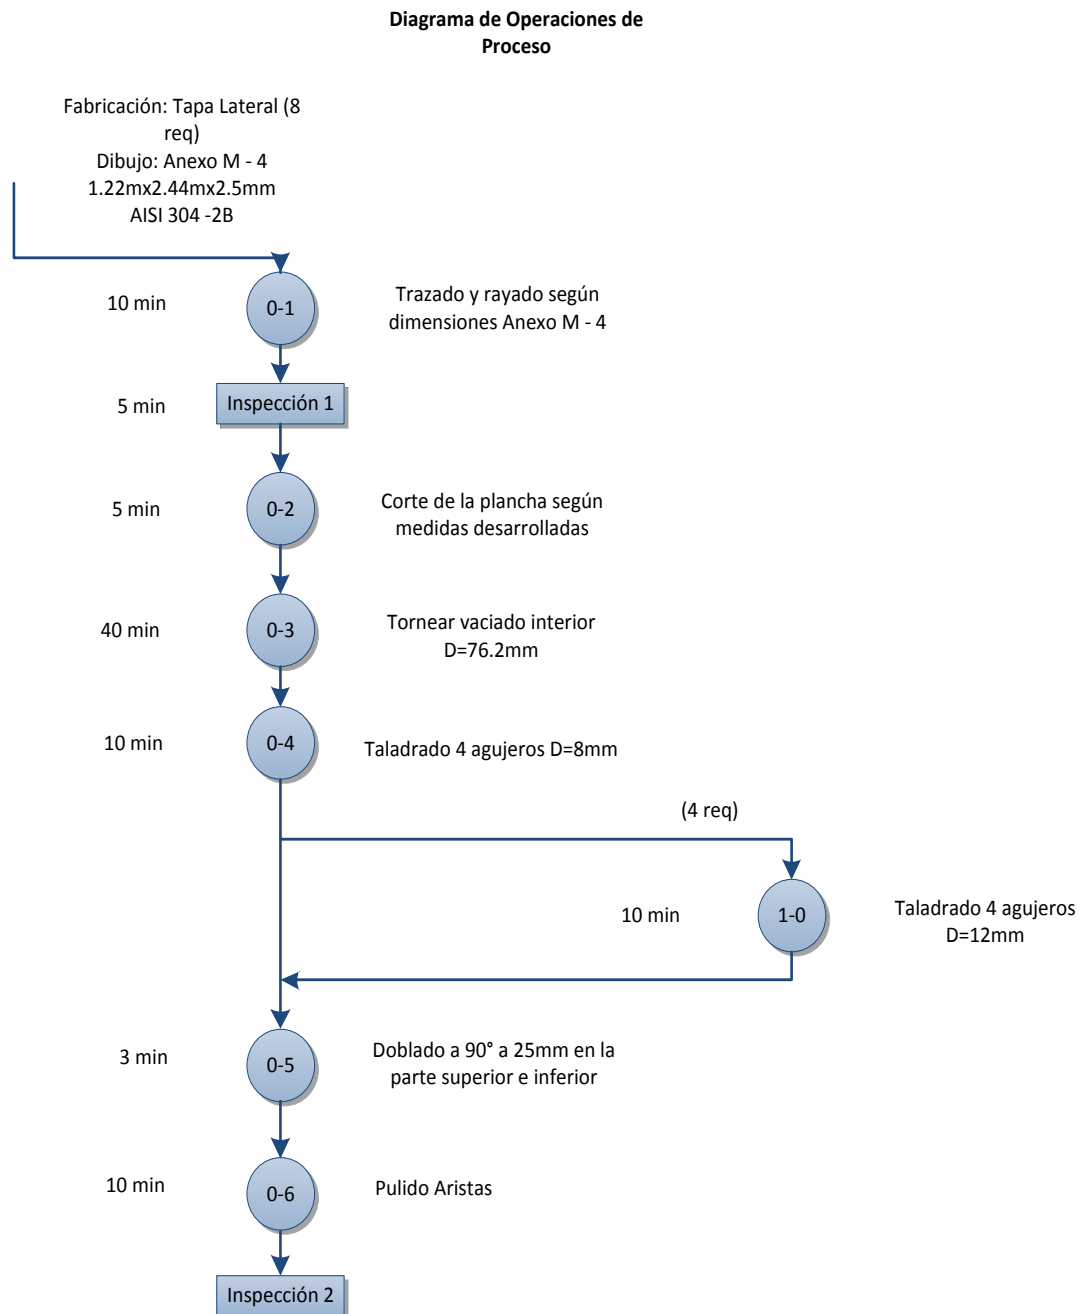 Diagrama de Operaciones de
Proceso
Fabricación: Tapa Lateral (8
req)
Dibujo: Anexo M - 4
1.22mx2.44mx2.5mm
AISI 304 -2B
10 min
0-1
Trazado y rayado según
dimensiones Anexo M - 4
5 min
Inspección 1
5 min
0-2
Corte de la plancha según
medidas desarrolladas
40 min
0-3
Tornear vaciado interior
D=76.2mm
10 min
0-4
Taladrado 4 agujeros D=8mm
(4 req)
10 min
1-0
Taladrado 4 agujeros
D=12mm
3 min
0-5
Doblado a 90° a 25mm en la
parte superior e inferior
10 min
0-6
Pulido Aristas
Inspección 2